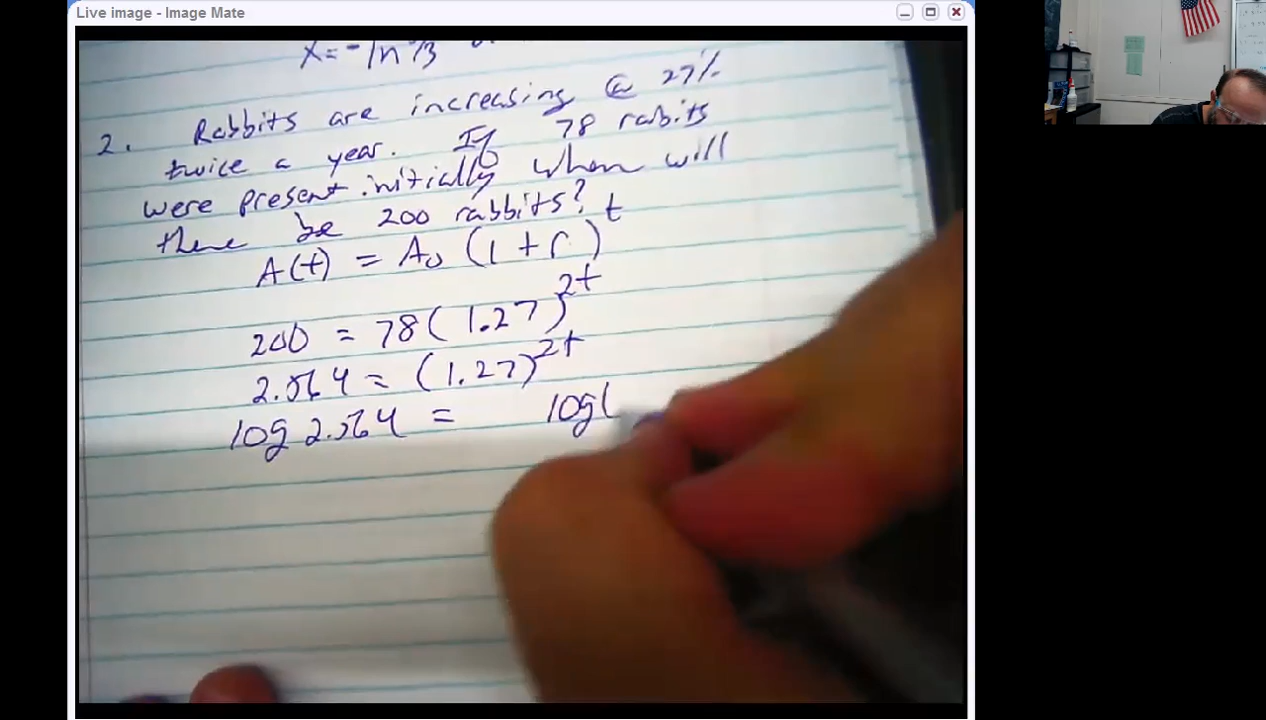 Live image - Image Mate
X = - ln
2. Rabbits are increasing @ 27%
twice a year. If 78 rabits
were present initially when will
there be 200 rabbits?
A(t) = A₀ (1 + r)^t
200 = 78 (1.27)^2t
2.564 = (1.27)^2t
log 2.564 = log(